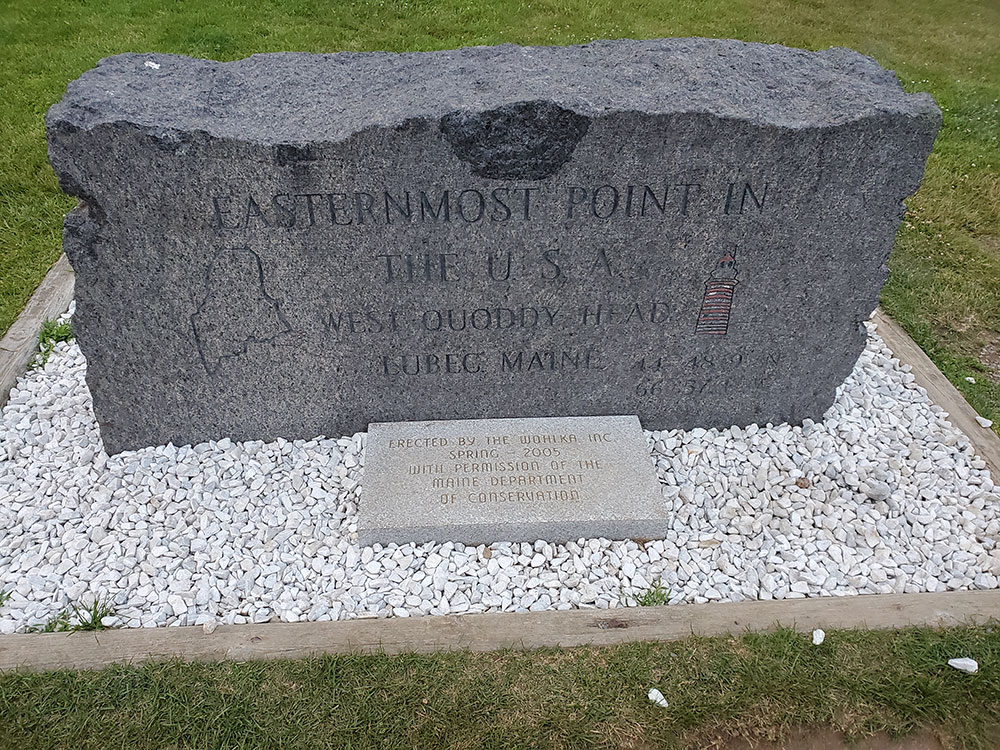 EASTERNMOST POINT IN
THE U.S.A.
WEST QUODDY HEAD
LUBEC, MAINE
ERECTED BY THE WOHLKA, INC.
SPRING - 2005
WITH PERMISSION OF THE
MAINE DEPARTMENT
OF CONSERVATION